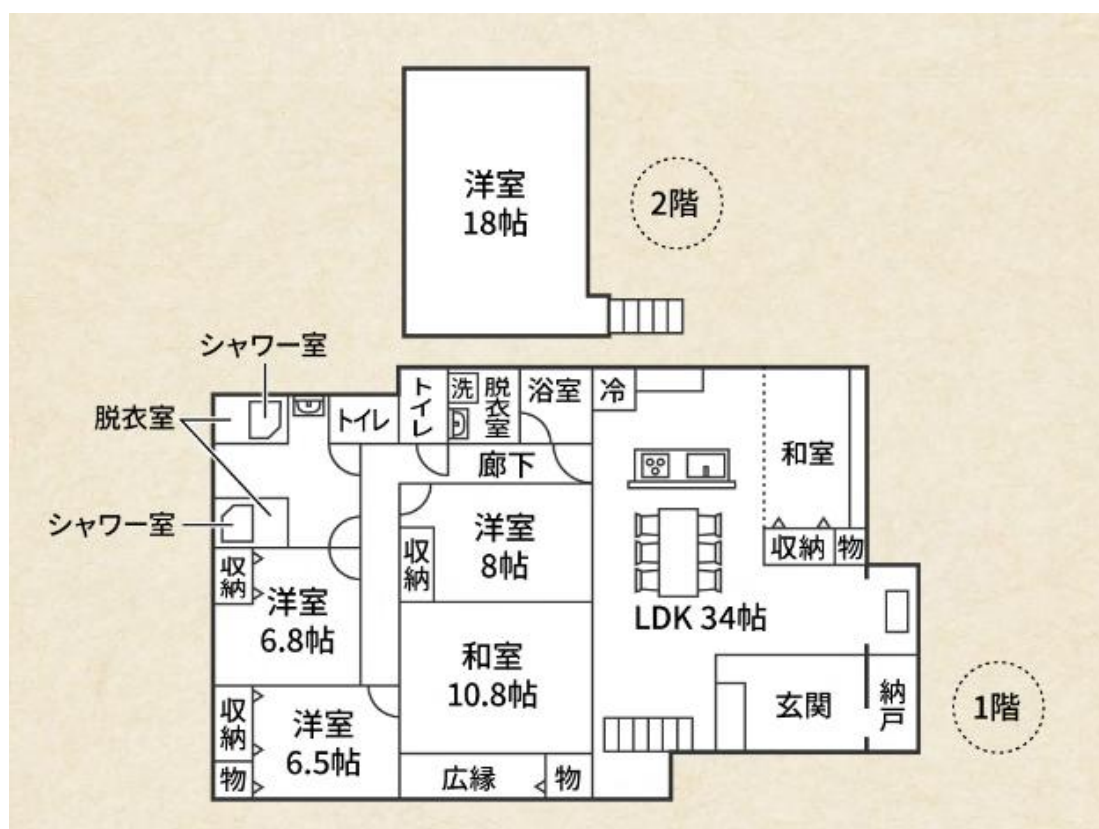 洋室
18帖
2階
シャワー室
脱衣室
シャワー室
トイレ
トイレ
洗
脱衣室
浴室
冷
廊下
和室
収納
物
洋室
8帖
収納
収納
洋室
6.8帖
LDK 34帖
和室
10.8帖
玄関
納戸
1階
収納
物
洋室
6.5帖
広縁
物